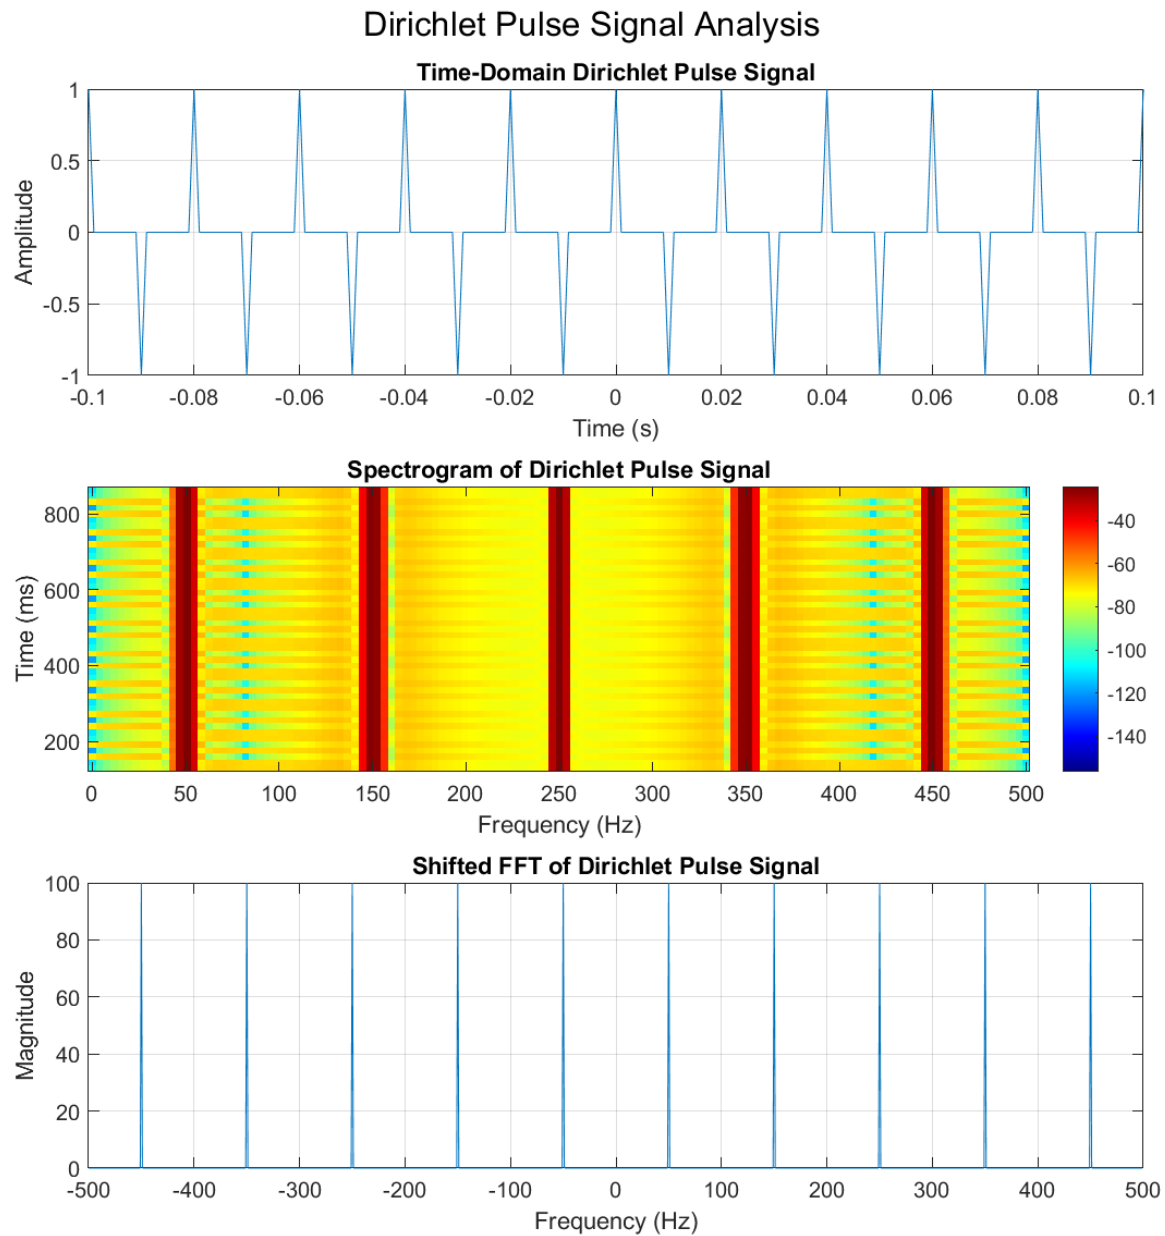 Dirichlet Pulse Signal Analysis
Time-Domain Dirichlet Pulse Signal
1
0.5
0
-0.5
-1
Amplitude
-0.1 -0.08 -0.06 -0.04 -0.02 0 0.02 0.04 0.06 0.08 0.1
Time (s)
Spectrogram of Dirichlet Pulse Signal
800
600
400
200
Time (ms)
0 50 100 150 200 250 300 350 400 450 500
Frequency (Hz)
-40
-60
-80
-100
-120
-140
Shifted FFT of Dirichlet Pulse Signal
100
80
60
40
20
0
Magnitude
-500 -400 -300 -200 -100 0 100 200 300 400 500
Frequency (Hz)